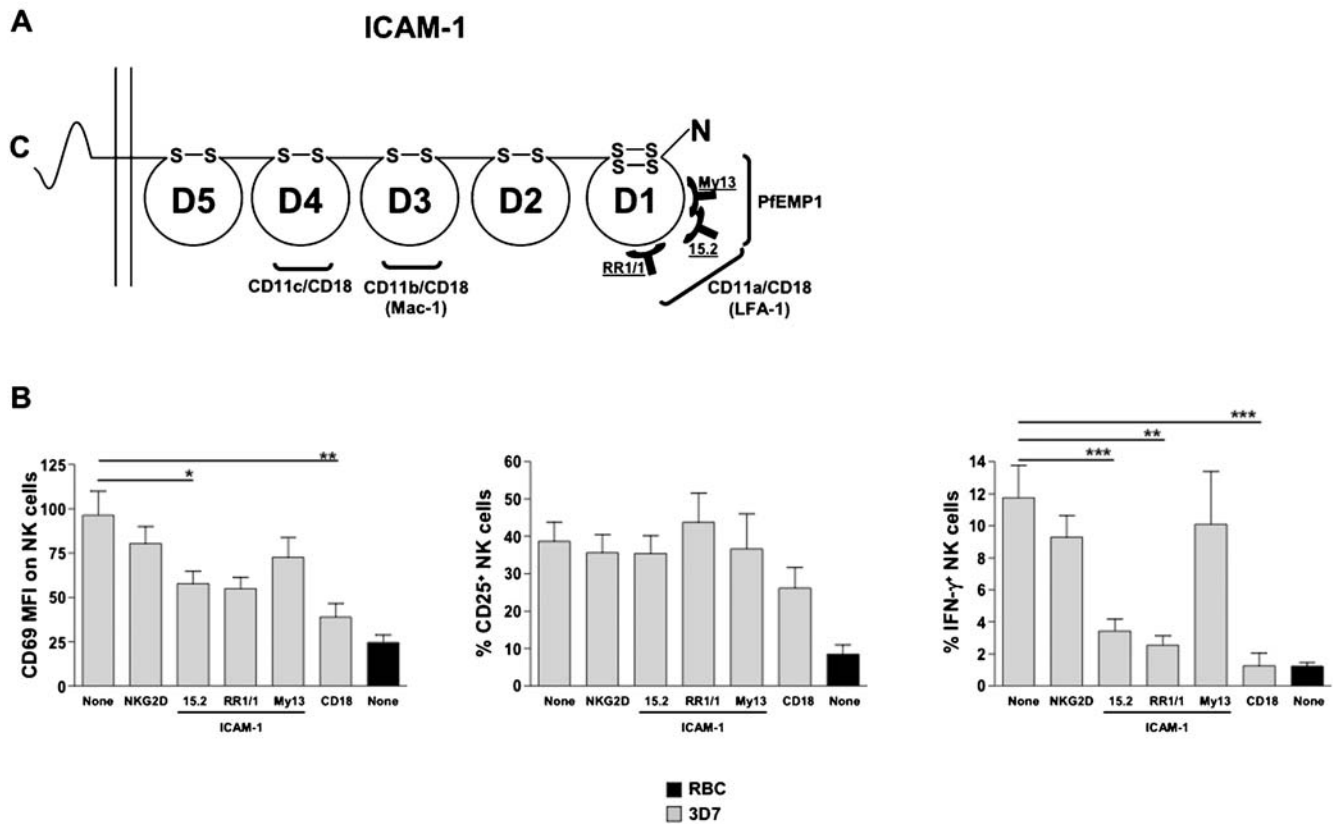 A
ICAM-1
C
S S
S S
S S
S S
S S
S S
N
D5
D4
D3
D2
D1
My13
15.2
RR1/1
PfEMP1
CD11c/CD18
CD11b/CD18
(Mac-1)
CD11a/CD18
(LFA-1)
B
CD69 MFI on NK cells
125
100
75
50
25
0
*
**
None NKG2D 15.2 RR1/1 My13 CD18 None
ICAM-1
% CD25+ NK cells
60
50
40
30
20
10
0
None NKG2D 15.2 RR1/1 My13 CD18 None
ICAM-1
% IFN-γ+ NK cells
14
12
10
8
6
4
2
0
***
**
***
None NKG2D 15.2 RR1/1 My13 CD18 None
ICAM-1
RBC
3D7